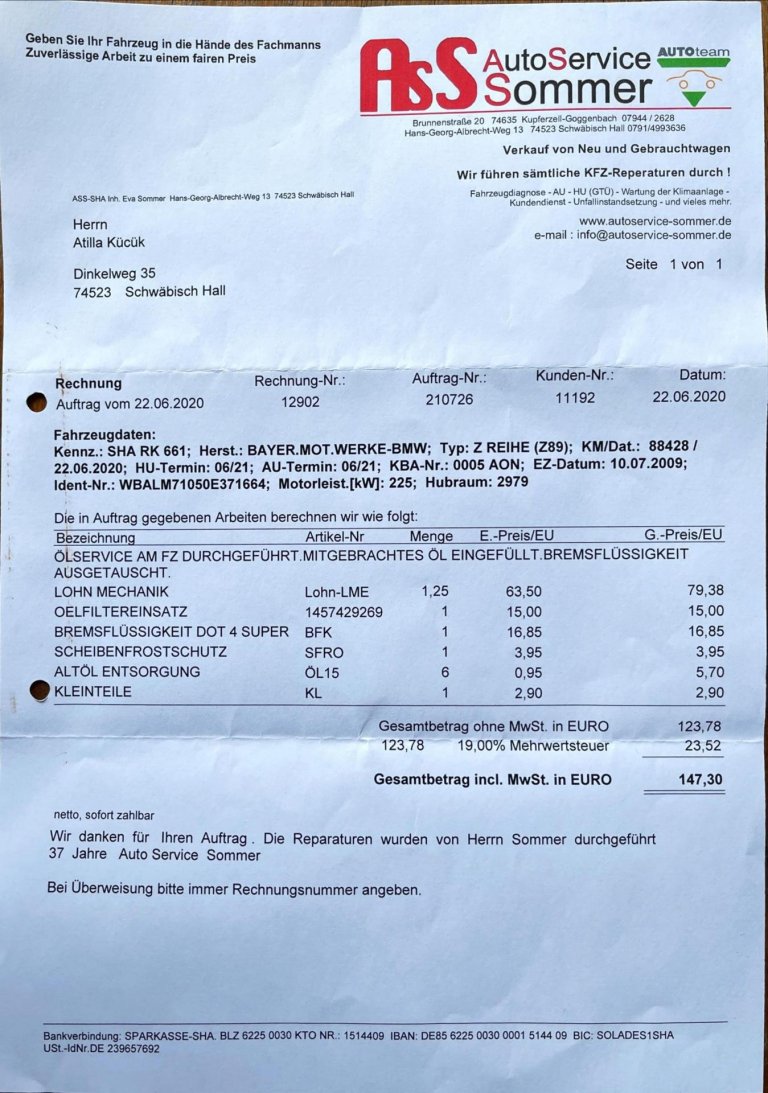 Geben Sie Ihr Fahrzeug in die Hände des Fachmanns
Zuverlässige Arbeit zu einem fairen Preis
ASS AutoService Sommer
AUTOteam
Brunnenstraße 20 74635 Kupferzell-Goggenbach 07944 / 2628
Hans-Georg-Albrecht-Weg 13 74523 Schwäbisch Hall 0791/4993636
Verkauf von Neu und Gebrauchtwagen
Wir führen sämtliche KFZ-Reperaturen durch !
Fahrzeugdiagnose - AU - HU (GTÜ) - Wartung der Klimaanlage -
Kundendienst - Unfallinstandsetzung - und vieles mehr.
ASS-SHA Inh. Eva Sommer Hans-Georg-Albrecht-Weg 13 74523 Schwäbisch Hall
www.autoservice-sommer.de
e-mail : info@autoservice-sommer.de
Herrn
Atilla Kücük
Seite 1 von 1
Dinkelweg 35
74523 Schwäbisch Hall
Rechnung Rechnung-Nr.: Auftrag-Nr.: Kunden-Nr.: Datum:
Auftrag vom 22.06.2020 12902 210726 11192 22.06.2020
Fahrzeugdaten:
Kennz.: SHA RK 661; Herst.: BAYER.MOT.WERKE-BMW; Typ: Z REIHE (Z89); KM/Dat.: 88428 /
22.06.2020; HU-Termin: 06/21; AU-Termin: 06/21; KBA-Nr.: 0005 AON; EZ-Datum: 10.07.2009;
Ident-Nr.: WBALM71050E371664; Motorleist.[kW]: 225; Hubraum: 2979
Die in Auftrag gegebenen Arbeiten berechnen wir wie folgt:
Bezeichnung Artikel-Nr Menge E.-Preis/EU G.-Preis/EU
ÖLSERVICE AM FZ DURCHGEFÜHRT.MITGEBRACHTES ÖL EINGEFÜLLT.BREMSFLÜSSIGKEIT
AUSGETAUSCHT.
LOHN MECHANIK Lohn-LME 1,25 63,50 79,38
OELFILTEREINSATZ 1457429269 1 15,00 15,00
BREMSFLÜSSIGKEIT DOT 4 SUPER BFK 1 16,85 16,85
SCHEIBENFROSTSCHUTZ SFRO 1 3,95 3,95
ALTÖL ENTSORGUNG ÖL15 6 0,95 5,70
KLEINTEILE KL 1 2,90 2,90
Gesamtbetrag ohne MwSt. in EURO 123,78
123,78 19,00% Mehrwertsteuer 23,52
Gesamtbetrag incl. MwSt. in EURO 147,30
netto, sofort zahlbar
Wir danken für Ihren Auftrag . Die Reparaturen wurden von Herrn Sommer durchgeführt
37 Jahre Auto Service Sommer
Bei Überweisung bitte immer Rechnungsnummer angeben.
Bankverbindung: SPARKASSE-SHA. BLZ 6225 0030 KTO NR.: 1514409 IBAN: DE85 6225 0030 0001 5144 09 BIC: SOLADES1SHA
USt.-IdNr.DE 239657692